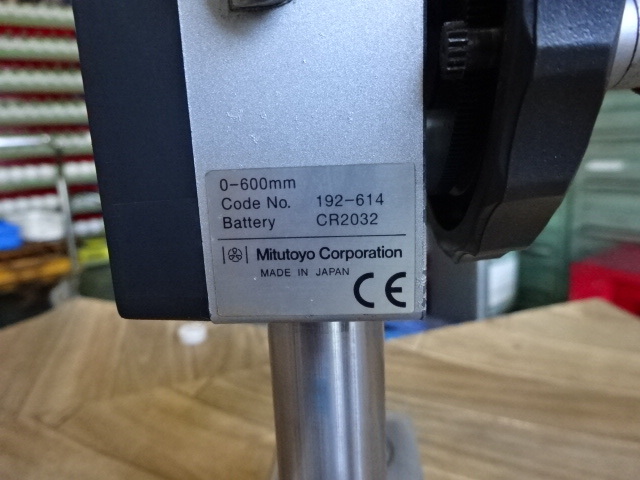 0-600mm
Code No. 192-614
Battery CR2032
Mitutoyo Corporation
MADE IN JAPAN
CE